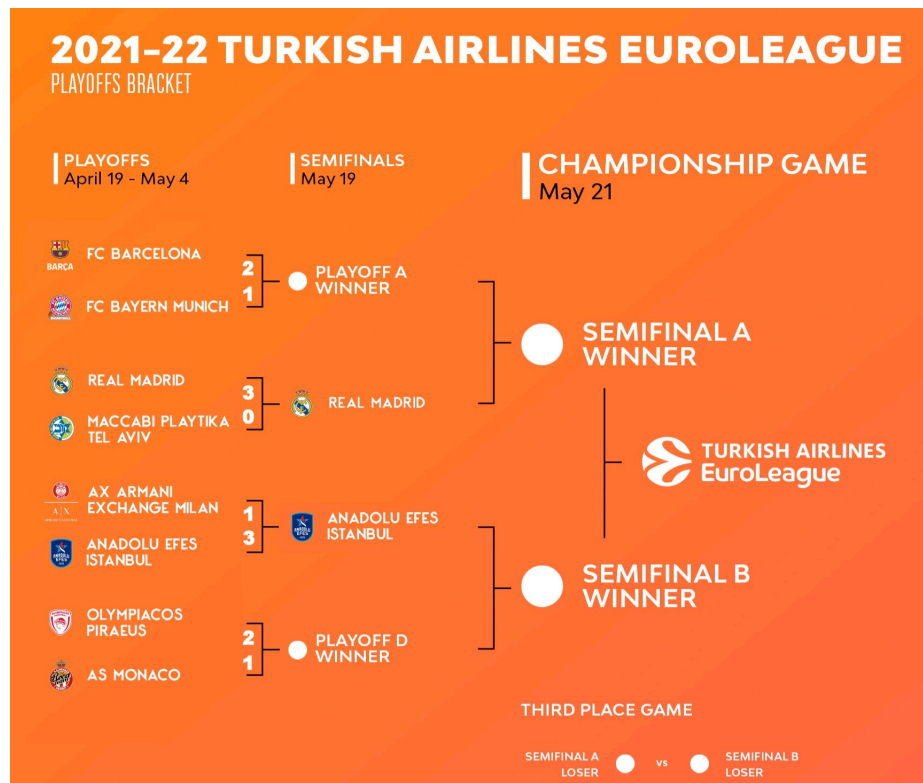 2021–22 TURKISH AIRLINES EUROLEAGUE
PLAYOFFS BRACKET
PLAYOFFS
April 19 - May 4
SEMIFINALS
May 19
CHAMPIONSHIP GAME
May 21
BARÇA
FC BARCELONA
2
1
FC BAYERN MUNICH
PLAYOFF A
WINNER
REAL MADRID
3
0
MACCABI PLAYTIKA
TEL AVIV
REAL MADRID
SEMIFINAL A
WINNER
A|X
AX ARMANI
EXCHANGE MILAN
1
3
ANADOLU EFES
ISTANBUL
ANADOLU EFES
ISTANBUL
TURKISH AIRLINES
EuroLeague
SEMIFINAL B
WINNER
OLYMPIACOS
PIRAEUS
2
1
AS MONACO
PLAYOFF D
WINNER
THIRD PLACE GAME
SEMIFINAL A
LOSER
VS
SEMIFINAL B
LOSER